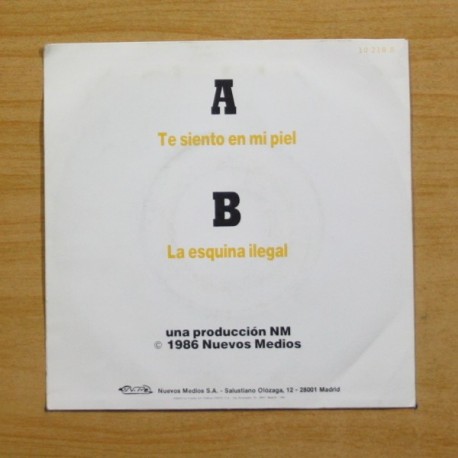 A
Te siento en mi piel
B
La esquina ilegal
una producción NM
© 1986 Nuevos Medios
Nuevos Medios S.A. - Salustiano Olózaga, 12 - 28001 Madrid